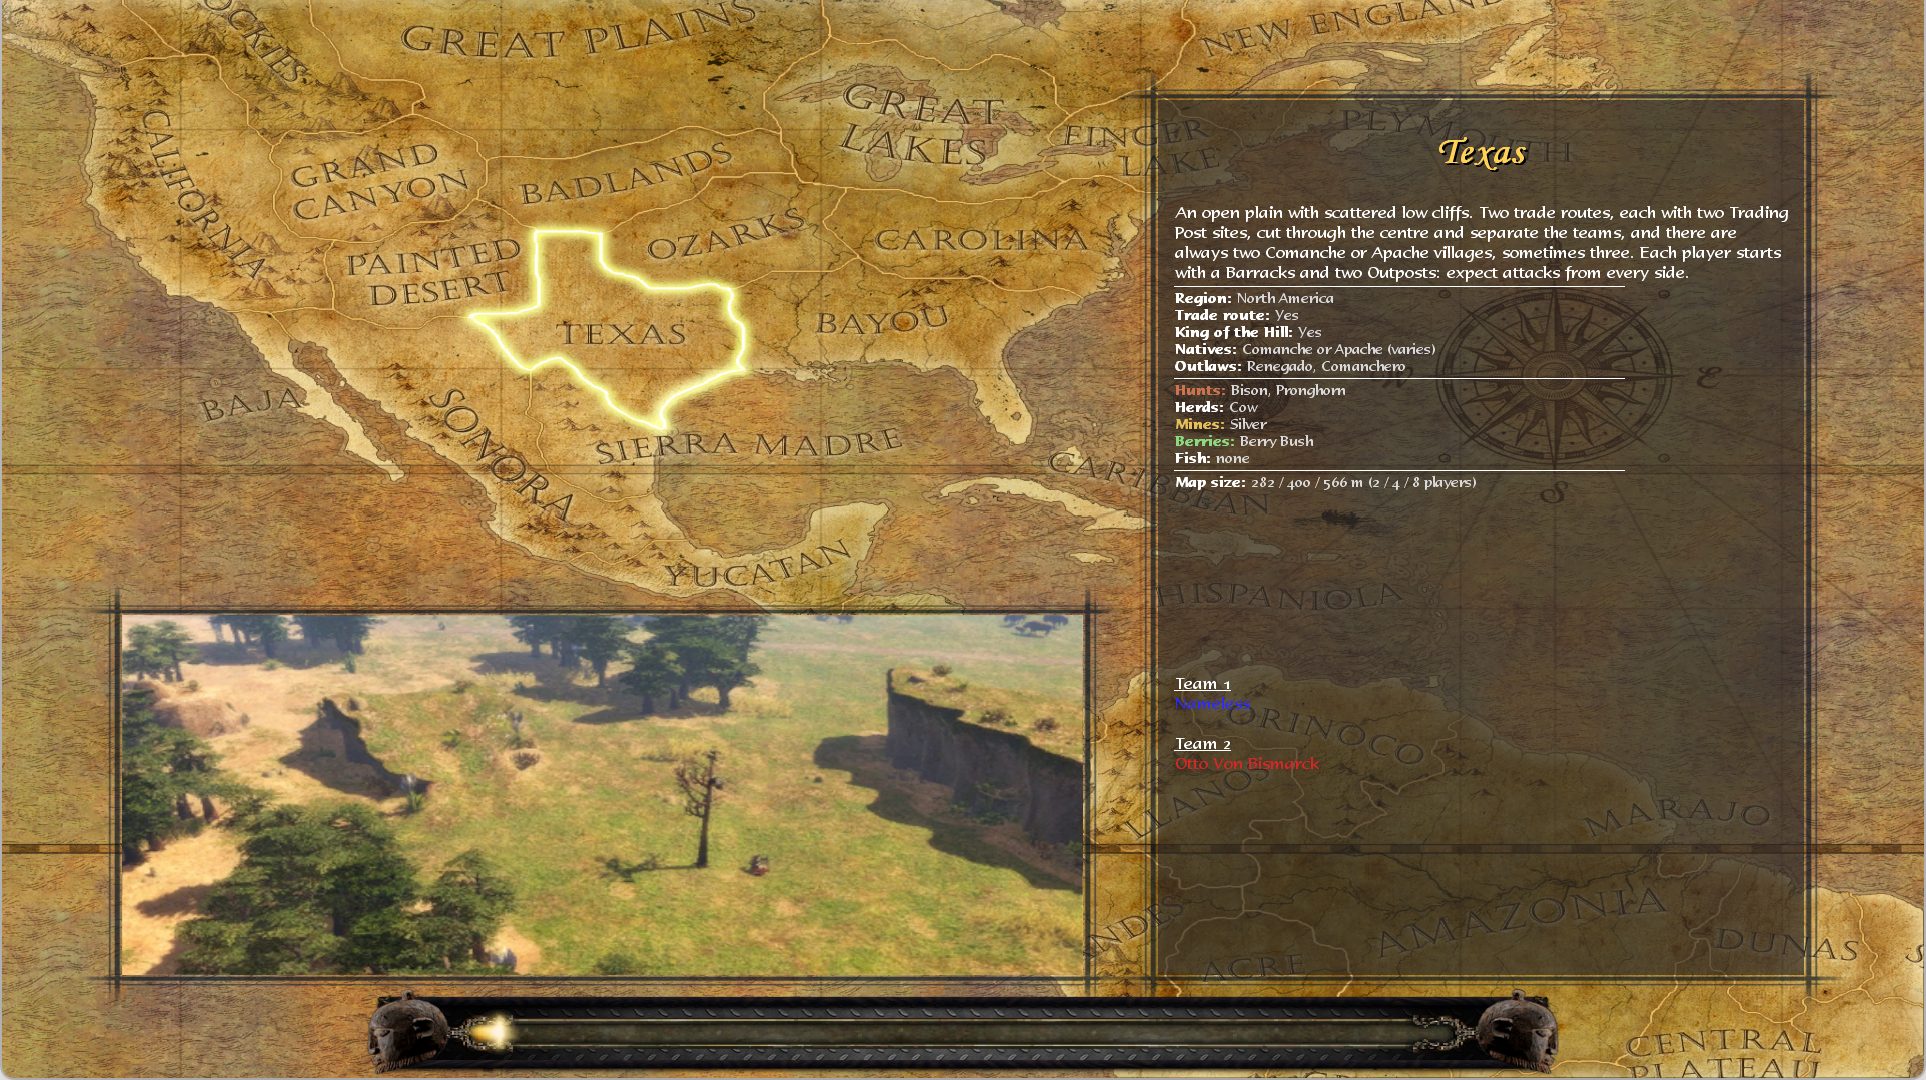 GREAT PLAINS
NEW ENGLAND
GREAT
LAKES
FINGER
LAKE
PLYMOUTH
CALIFORNIA
GRAND
CANYON
BADLANDS
OZARKS
CAROLINA
PAINTED
DESERT
TEXAS
BAYOU
BAJA
SONORA
SIERRA MADRE
CARIBBEAN
YUCATAN
HISPANIOLA
Texas
An open plain with scattered low cliffs. Two trade routes, each with two Trading
Post sites, cut through the centre and separate the teams, and there are
always two Comanche or Apache villages, sometimes three. Each player starts
with a Barracks and two Outposts: expect attacks from every side.
Region: North America
Trade route: Yes
King of the Hill: Yes
Natives: Comanche or Apache (varies)
Outlaws: Renegado, Comanchero
Hunts: Bison, Pronghorn
Herds: Cow
Mines: Silver
Berries: Berry Bush
Fish: none
Map size: 282 / 400 / 566 m (2 / 4 / 8 players)
E
S
Team 1
Nameless
Team 2
Otto Von Bismarck
ORINOCO
LLANOS
MARAJO
AMAZONIA
ACRE
DUNAS
CENTRAL
PLATEAU